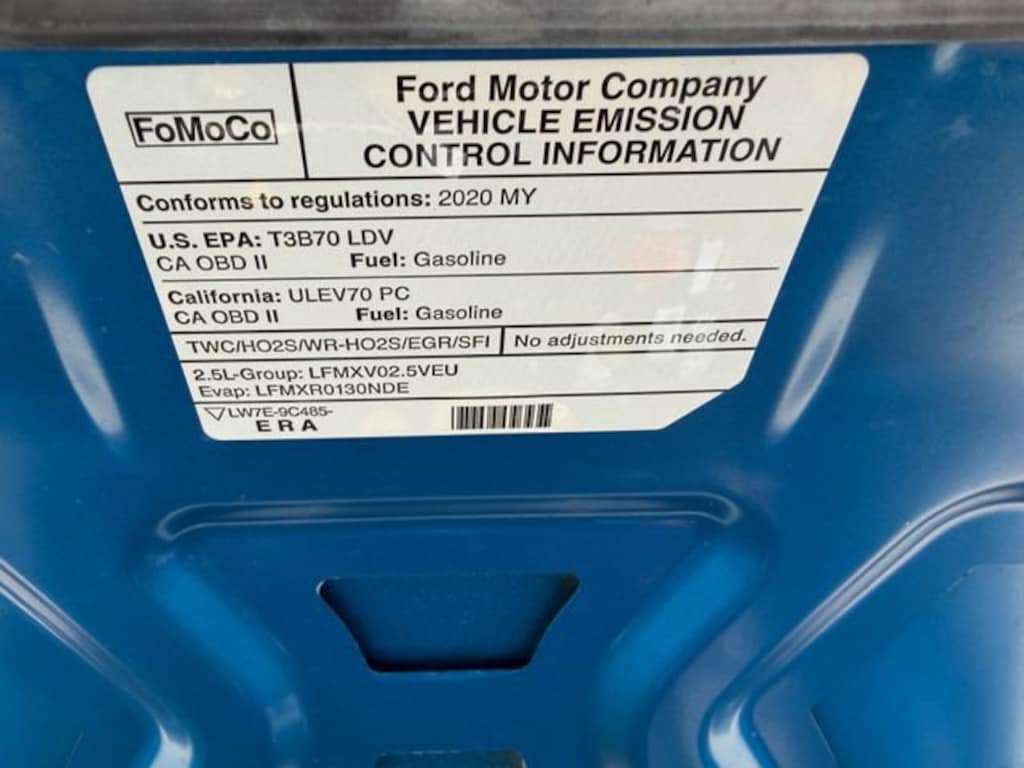 FoMoCo
Ford Motor Company
VEHICLE EMISSION
CONTROL INFORMATION
Conforms to regulations: 2020 MY
U.S. EPA: T3B70 LDV
CA OBD II Fuel: Gasoline
California: ULEV70 PC
CA OBD II Fuel: Gasoline
TWC/HO2S/WR-HO2S/EGR/SFI No adjustments needed.
2.5L-Group: LFMXV02.5VEU
Evap: LFMXR0130NDE
LW7E-9C485-
ERA